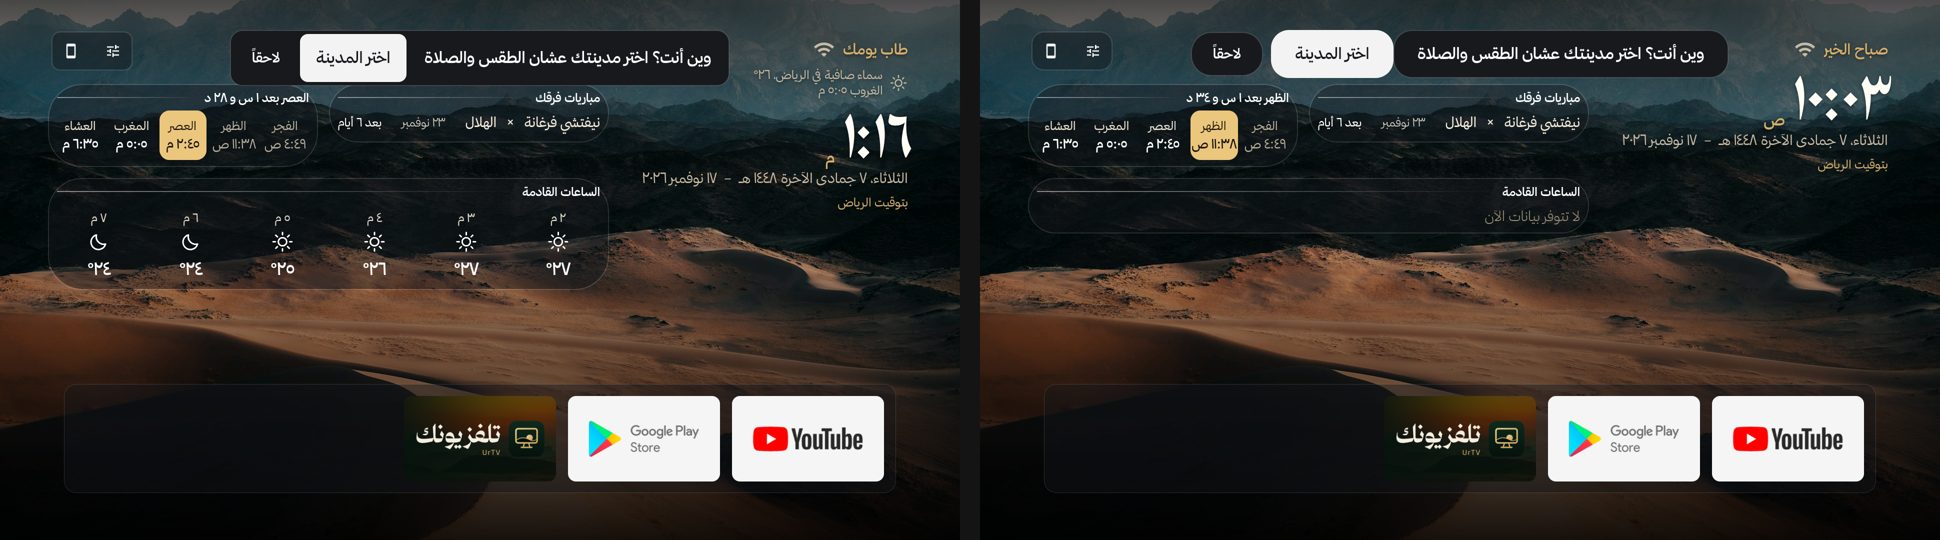 طاب يومك
سماء صافية في الرياض، ٢٦°
الغروب ٥:٠٥ م
١:١٦ م
الثلاثاء، ٧ جمادى الآخرة ١٤٤٨ هـ – ١٧ نوفمبر ٢٠٢٦
بتوقيت الرياض
وين أنت؟ اختر مدينتك عشان الطقس والصلاة
اختر المدينة
لاحقاً
مباريات فرقك
نيفتشي فرغانة × الهلال ٢٣ نوفمبر بعد ٦ أيام
العصر بعد ١ س و ٢٨ د
الفجر الظهر العصر المغرب العشاء
٤:٤٩ ص ١١:٣٨ ص ٢:٤٥ م ٥:٠٥ م ٦:٣٥ م
الساعات القادمة
٢ م ٣ م ٤ م ٥ م ٦ م ٧ م
٢٧° ٢٧° ٢٦° ٢٥° ٢٤° ٢٤°
YouTube
Google Play
Store
تلفزيونك
UrTV
صباح الخير
١٠:٠٣ ص
الثلاثاء، ٧ جمادى الآخرة ١٤٤٨ هـ – ١٧ نوفمبر ٢٠٢٦
بتوقيت الرياض
وين أنت؟ اختر مدينتك عشان الطقس والصلاة
اختر المدينة
لاحقاً
مباريات فرقك
نيفتشي فرغانة × الهلال ٢٣ نوفمبر بعد ٦ أيام
الظهر بعد ١ س و ٣٤ د
الفجر الظهر العصر المغرب العشاء
٤:٤٩ ص ١١:٣٨ ص ٢:٤٥ م ٥:٠٥ م ٦:٣٥ م
الساعات القادمة
لا تتوفر بيانات الآن
YouTube
Google Play
Store
تلفزيونك
UrTV